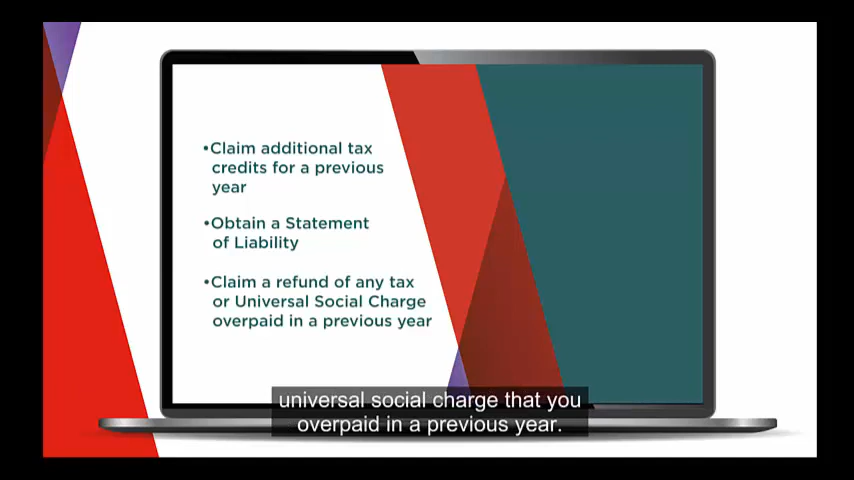 •Claim additional tax
credits for a previous
year
•Obtain a Statement
of Liability
•Claim a refund of any tax
or Universal Social Charge
overpaid in a previous year
universal social charge that you
overpaid in a previous year.